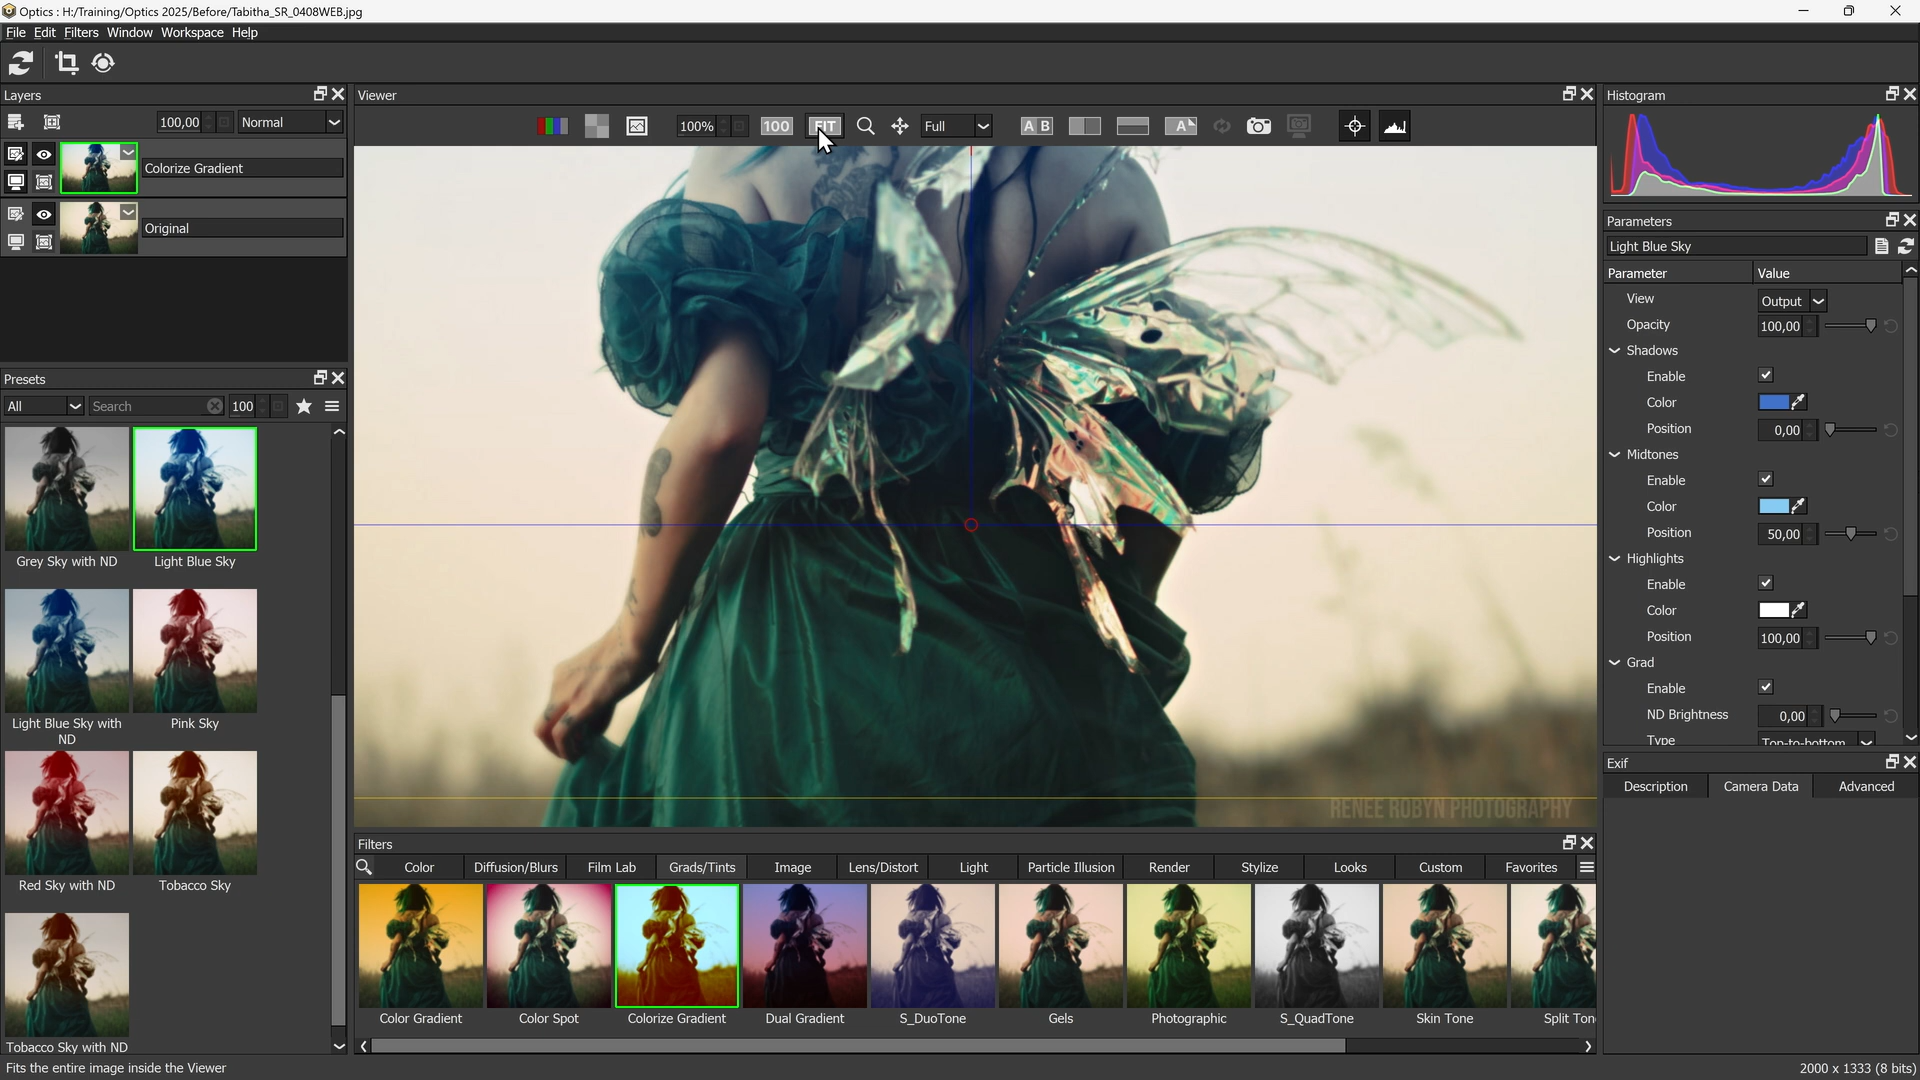 Optics : H:/Training/Optics 2025/Before/Tabitha_SR_0408WEB.jpg
File Edit Filters Window Workspace Help
Layers
100,00 Normal
Colorize Gradient
Original
Presets
All Search 100
Grey Sky with ND
Light Blue Sky
Light Blue Sky with
ND
Pink Sky
Red Sky with ND
Tobacco Sky
Tobacco Sky with ND
Viewer
100% 100 FIT Full A B A
RENEE ROBYN PHOTOGRAPHY
Filters
Color Diffusion/Blurs Film Lab Grads/Tints Image Lens/Distort Light Particle Illusion Render Stylize Looks Custom Favorites
Color Gradient Color Spot Colorize Gradient Dual Gradient S_DuoTone Gels Photographic S_QuadTone Skin Tone Split Ton
Histogram
Parameters
Light Blue Sky
Parameter Value
View Output
Opacity 100,00
Shadows
Enable
Color
Position 0,00
Midtones
Enable
Color
Position 50,00
Highlights
Enable
Color
Position 100,00
Grad
Enable
ND Brightness 0,00
Type Top-to-bottom
Exif
Description Camera Data Advanced
Fits the entire image inside the Viewer
2000 x 1333 (8 bits)